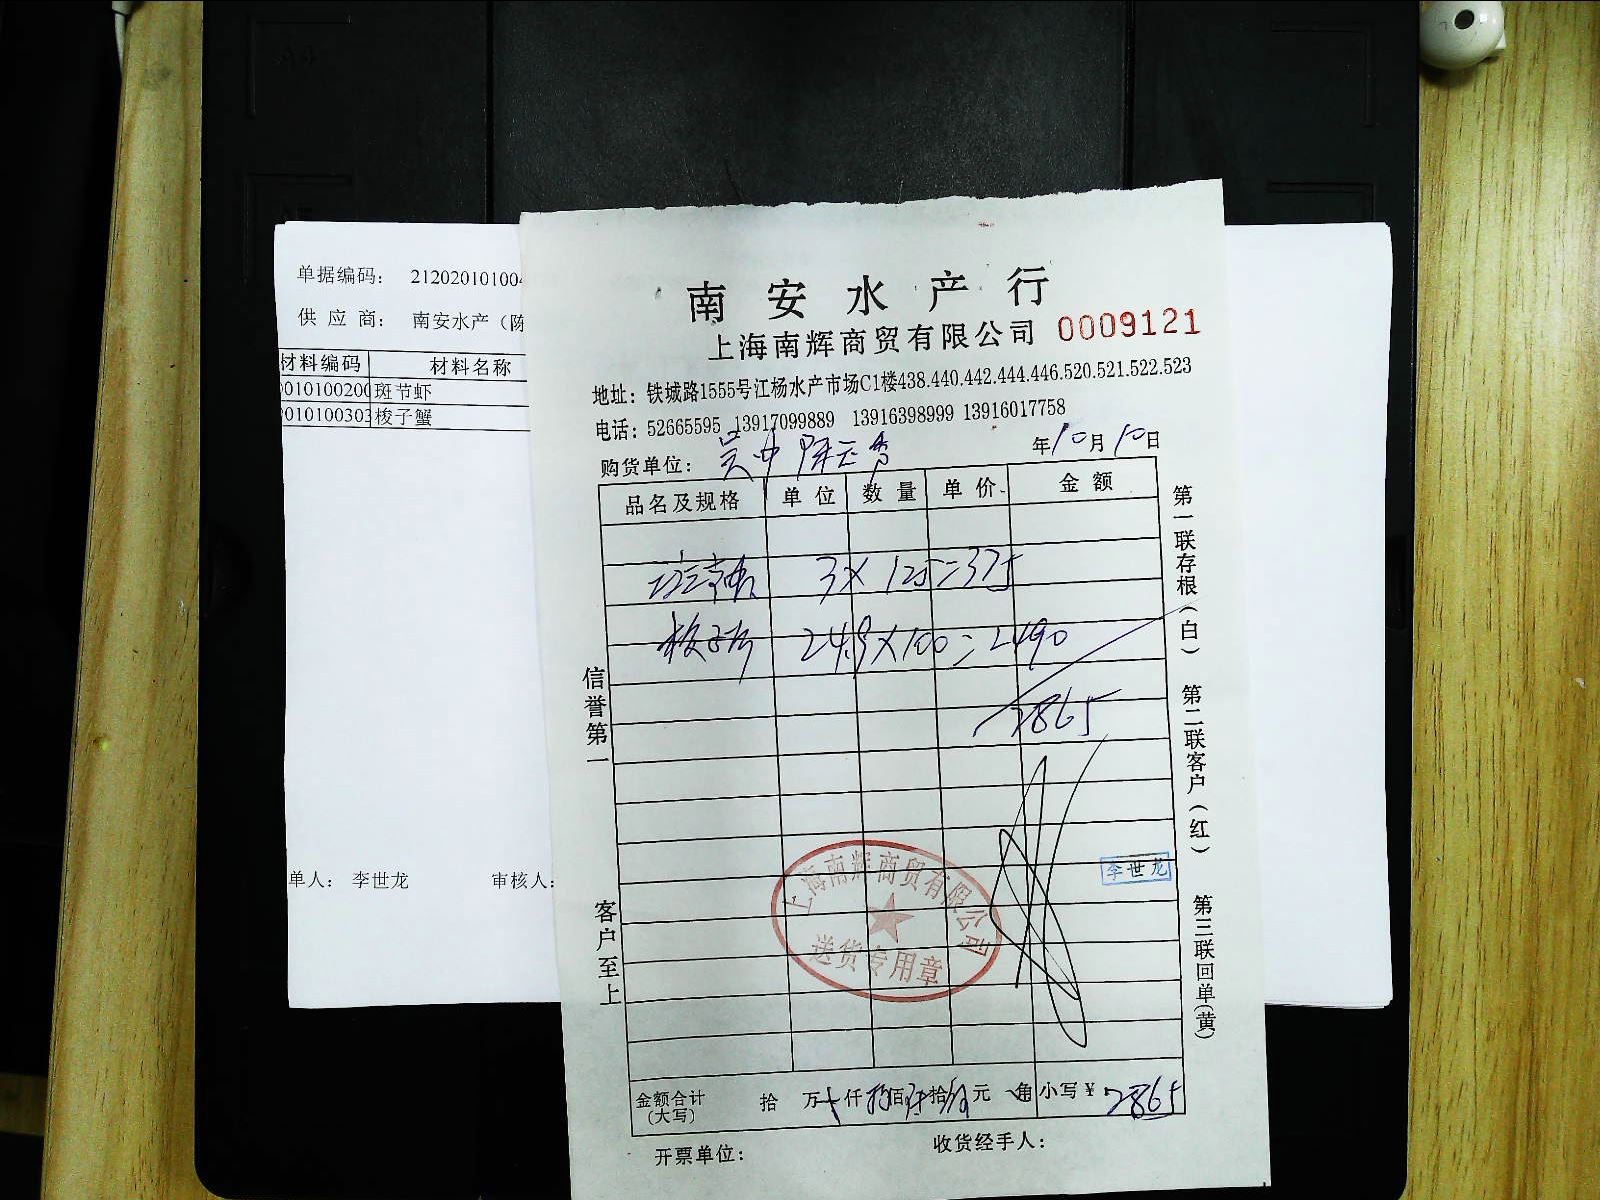 单据编码： 212020101004
供 应 商： 南安水产（陈
材料编码 材料名称
010100200 斑节虾
010100303 梭子蟹
单人： 李世龙 审核人：
南安水产行
上海南辉商贸有限公司 0009121
地址：铁城路1555号江杨水产市场C1楼438.440.442.444.446.520.521.522.523
电话：52665595 13917099889 13916398999 13916017758
购货单位： 吴中 年10月10日
品名及规格 单位 数量 单价 金额
3×125=375
24.9×100=2490
2865
信誉第一
客户至上
第一联存根（白）
第二联客户（红）
第三联回单（黄）
李世龙
上海南辉商贸有限公司
送货专用章
金额合计（大写） 拾 万 仟 捌佰 陆拾 伍元 角 小写￥ 2865
开票单位： 收货经手人：